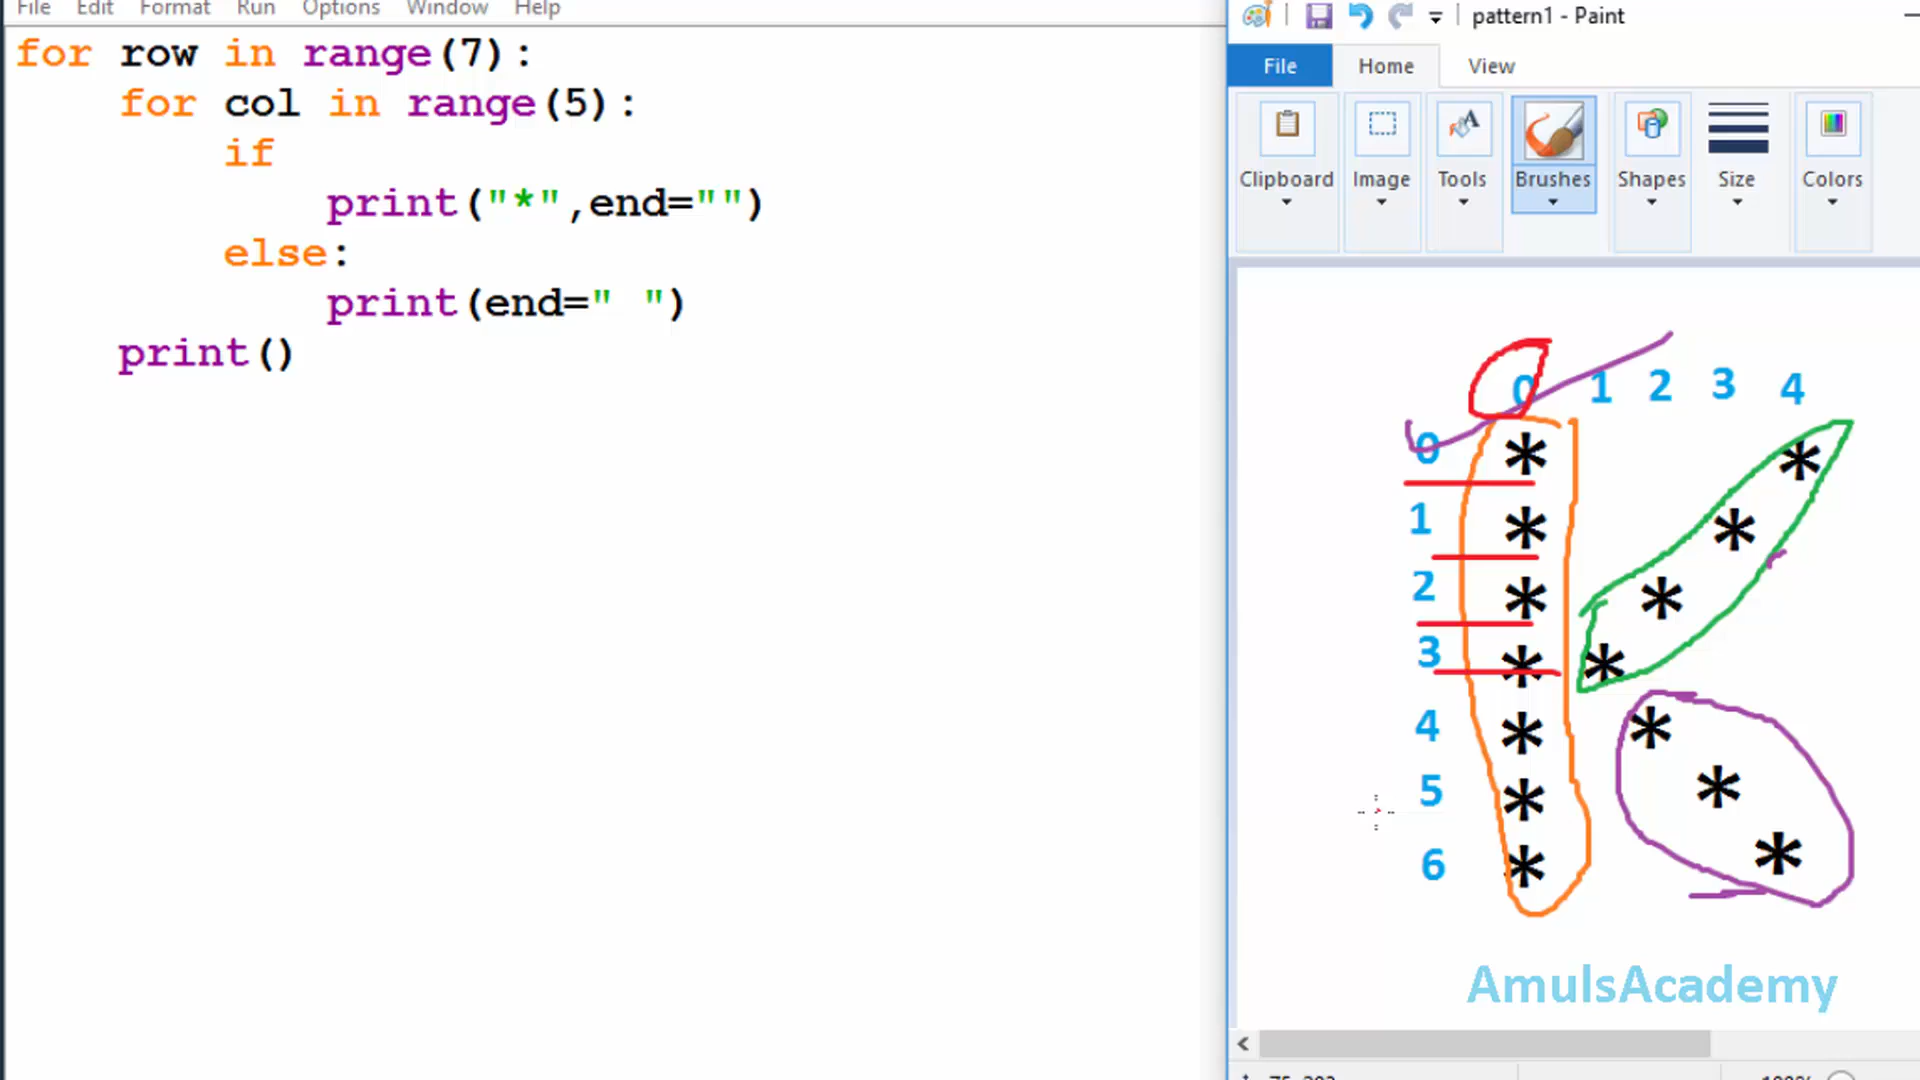 File Edit Format Run Options Window Help
for row in range(7):
for col in range(5):
if
print("*",end="")
else:
print(end=" ")
print()
pattern1 - Paint
File Home View
Clipboard Image Tools Brushes Shapes Size Colors
0 1 2 3 4
0 * *
1 * *
2 * *
3 * *
4 * *
5 * *
6 * *
AmulsAcademy